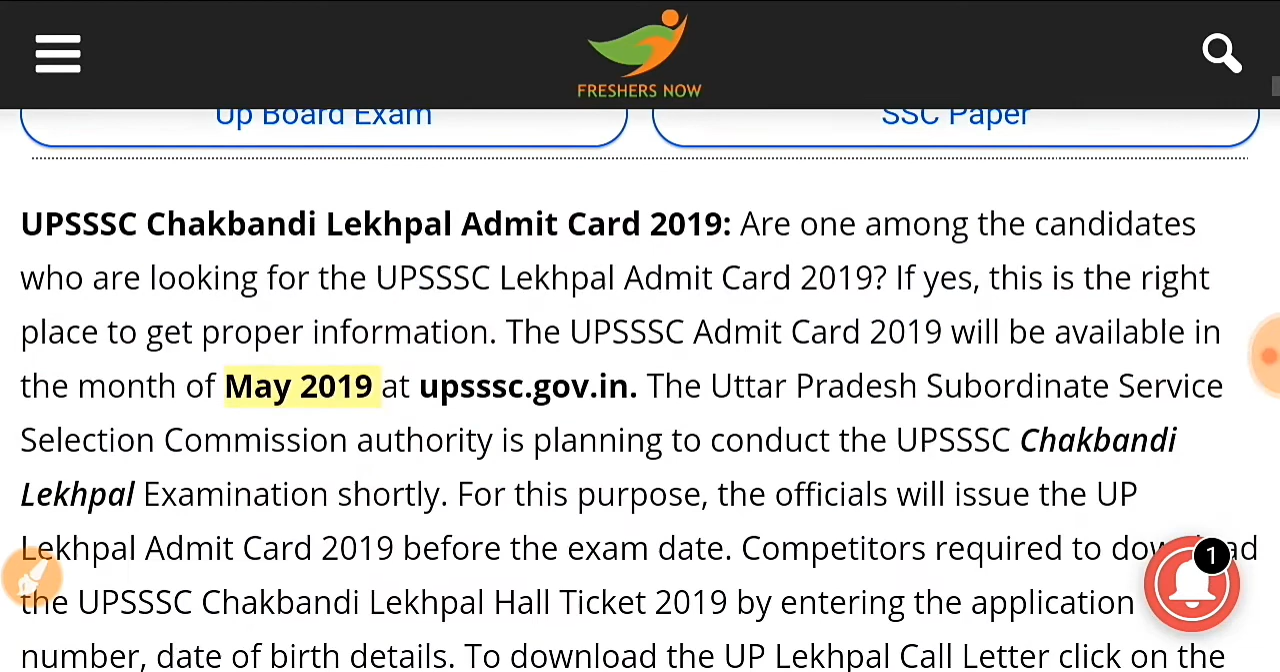 FRESHERS NOW
Up Board Exam
SSC Paper
UPSSSC Chakbandi Lekhpal Admit Card 2019: Are one among the candidates
who are looking for the UPSSSC Lekhpal Admit Card 2019? If yes, this is the right
place to get proper information. The UPSSSC Admit Card 2019 will be available in
the month of May 2019 at upsssc.gov.in. The Uttar Pradesh Subordinate Service
Selection Commission authority is planning to conduct the UPSSSC Chakbandi
Lekhpal Examination shortly. For this purpose, the officials will issue the UP
Lekhpal Admit Card 2019 before the exam date. Competitors required to download
1
the UPSSSC Chakbandi Lekhpal Hall Ticket 2019 by entering the application
number, date of birth details. To download the UP Lekhpal Call Letter click on the